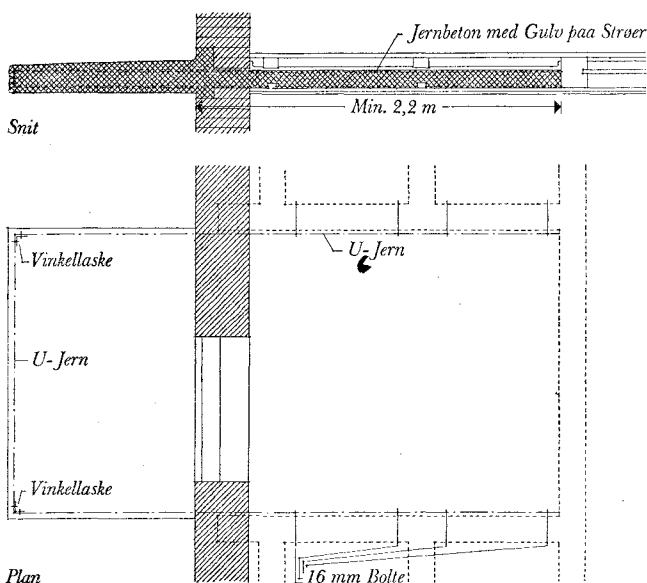 Jernbeton med Gulv paa Strøer
Min. 2,2 m
Snit
U-Jern
Vinkellaske
U-Jern
Vinkellaske
16 mm Bolte
Plan